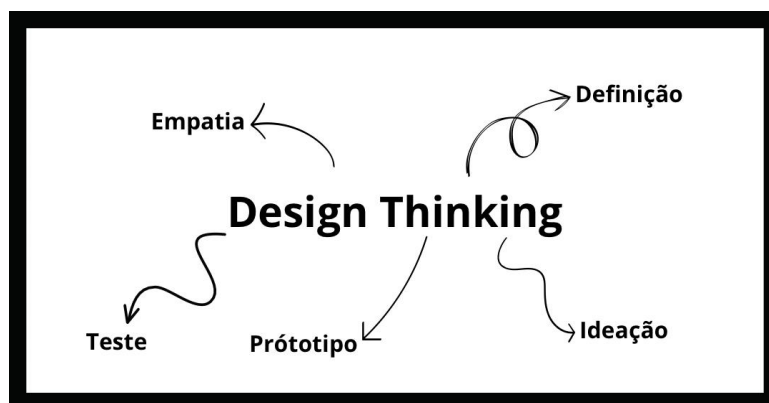 Definição
Empatia
Design Thinking
Ideação
Teste
Prótotipo